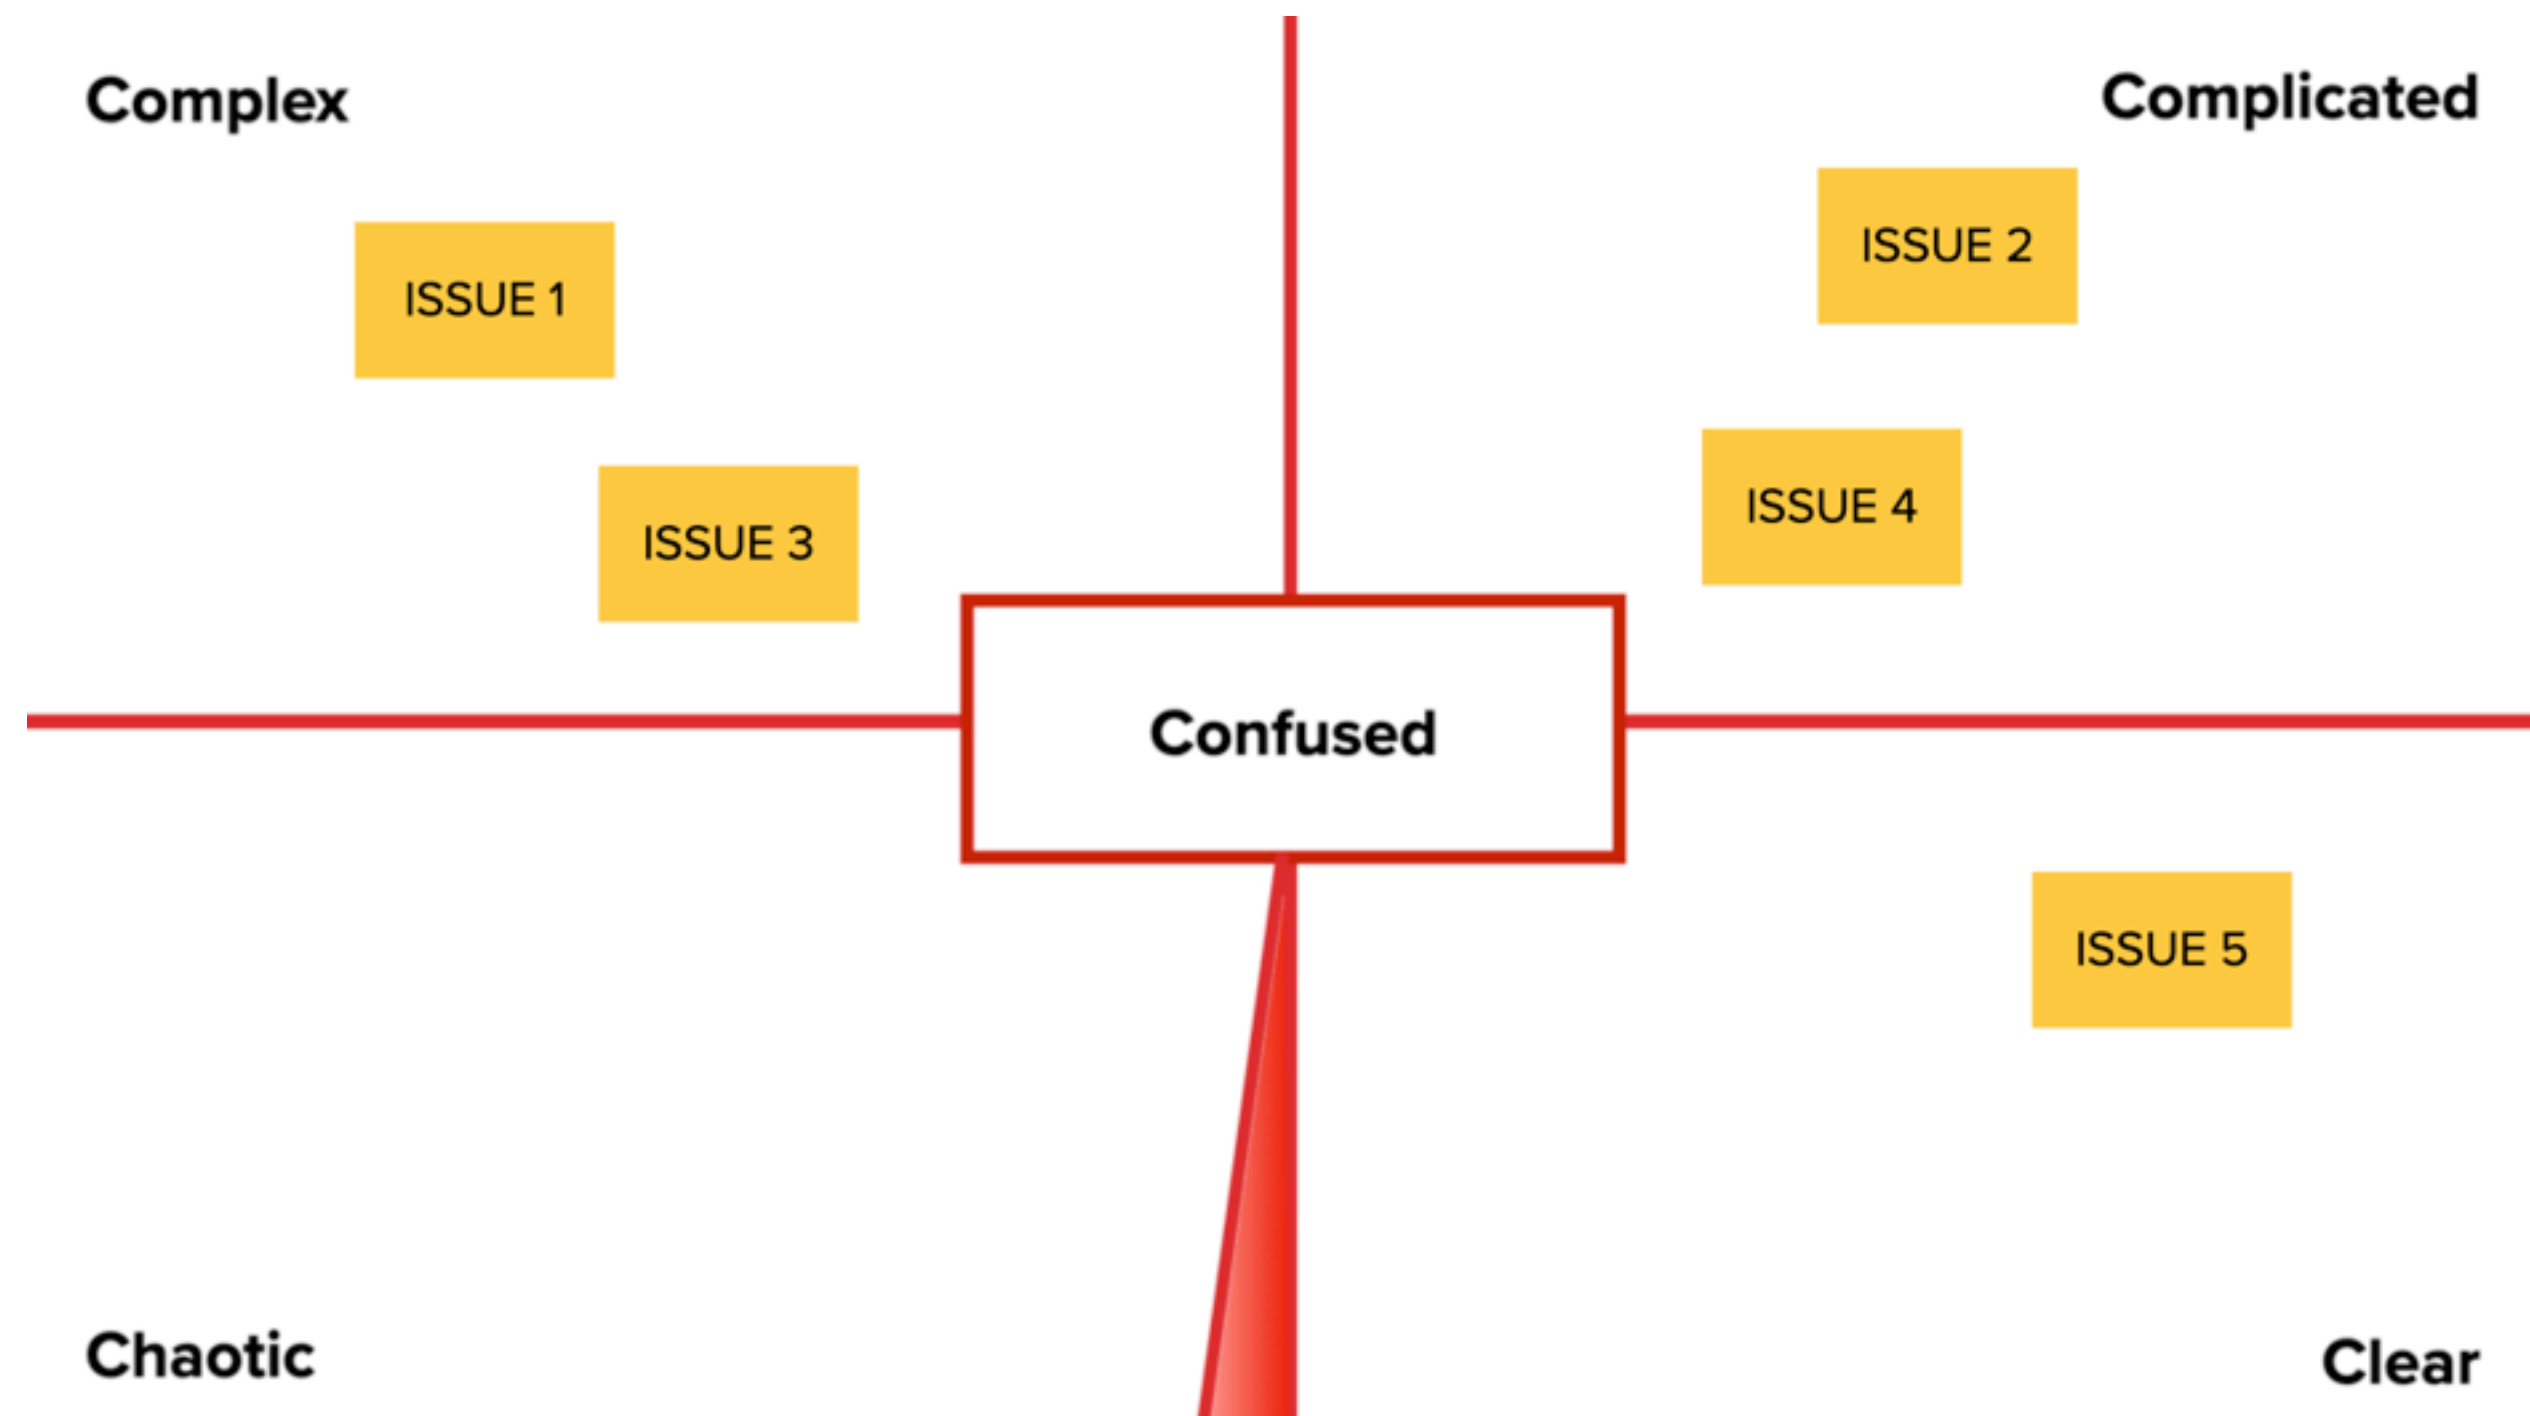 Complex
Complicated
ISSUE 1
ISSUE 2
ISSUE 3
ISSUE 4
Confused
ISSUE 5
Chaotic
Clear